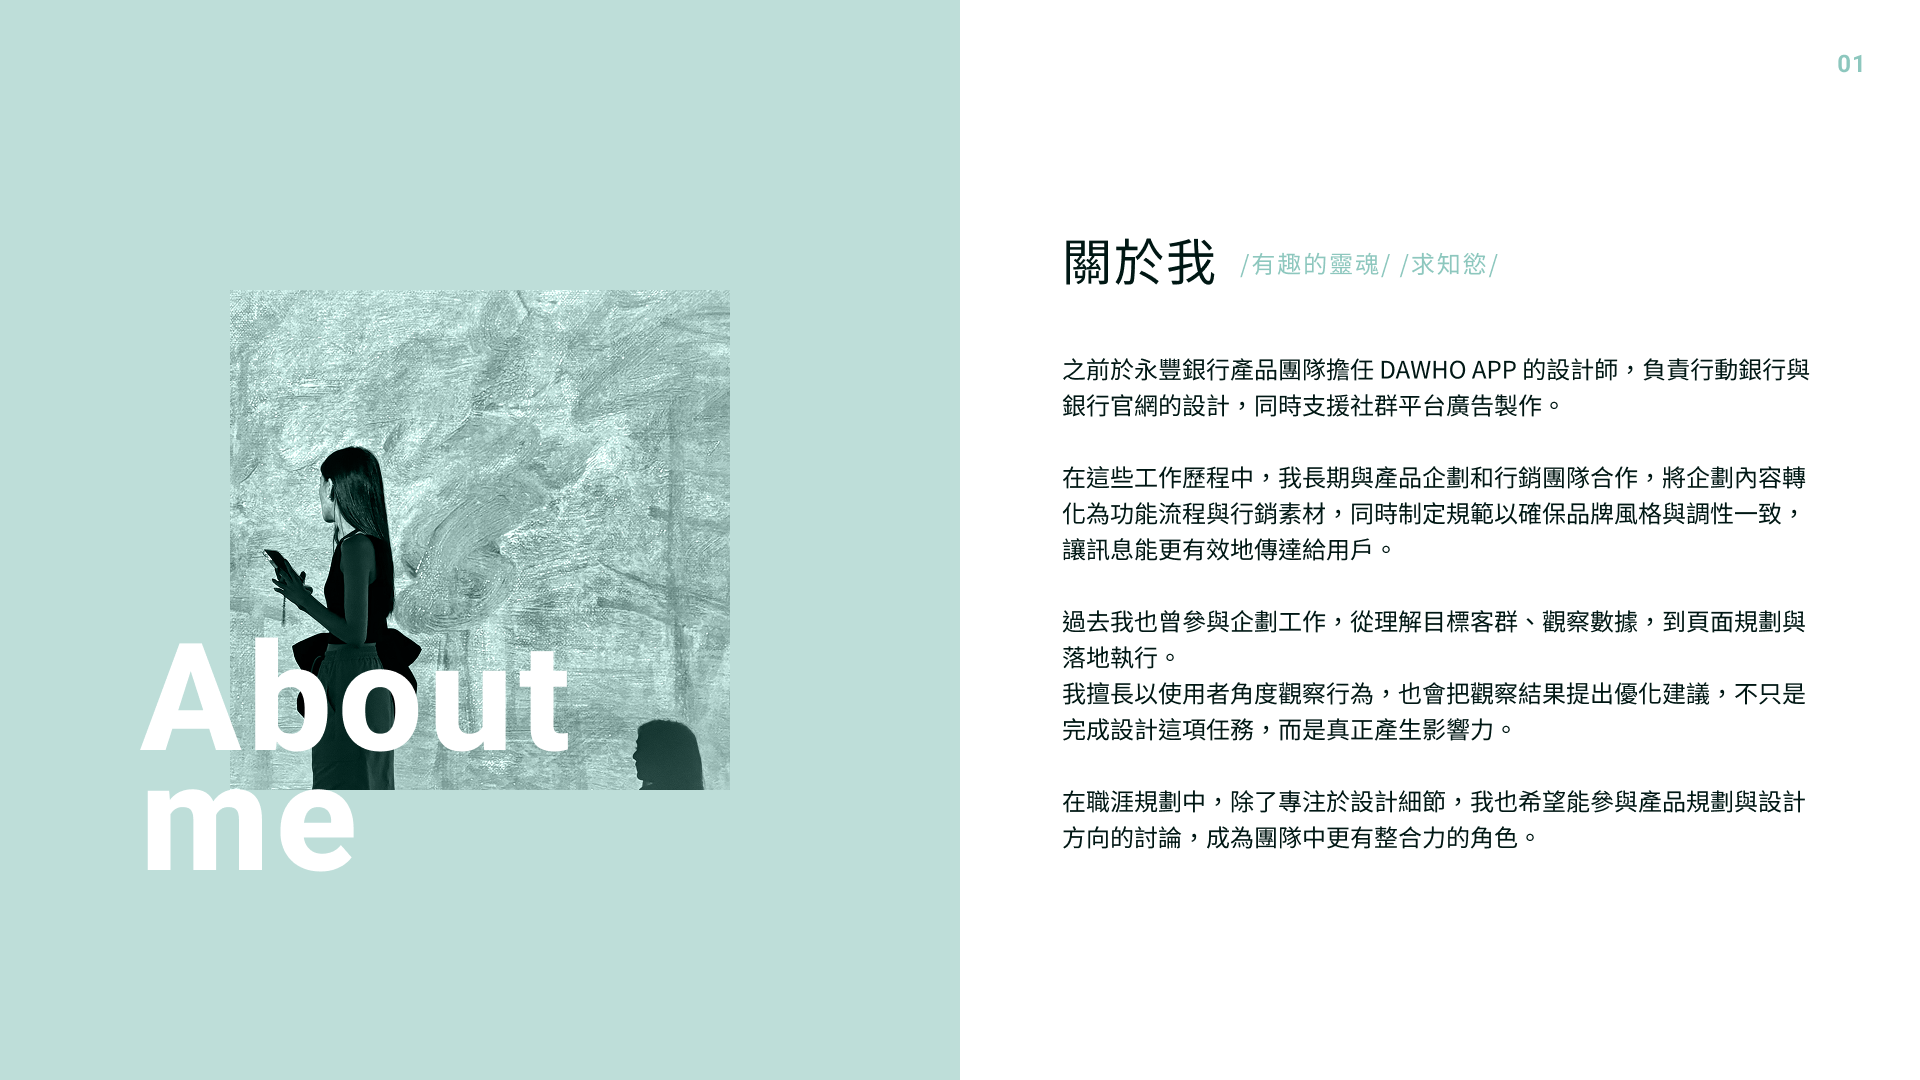 01
About
me
關於我 /有趣的靈魂/ /求知慾/
之前於永豐銀行產品團隊擔任 DAWHO APP 的設計師，負責行動銀行與
銀行官網的設計，同時支援社群平台廣告製作。
在這些工作歷程中，我長期與產品企劃和行銷團隊合作，將企劃內容轉
化為功能流程與行銷素材，同時制定規範以確保品牌風格與調性一致，
讓訊息能更有效地傳達給用戶。
過去我也曾參與企劃工作，從理解目標客群、觀察數據，到頁面規劃與
落地執行。
我擅長以使用者角度觀察行為，也會把觀察結果提出優化建議，不只是
完成設計這項任務，而是真正產生影響力。
在職涯規劃中，除了專注於設計細節，我也希望能參與產品規劃與設計
方向的討論，成為團隊中更有整合力的角色。